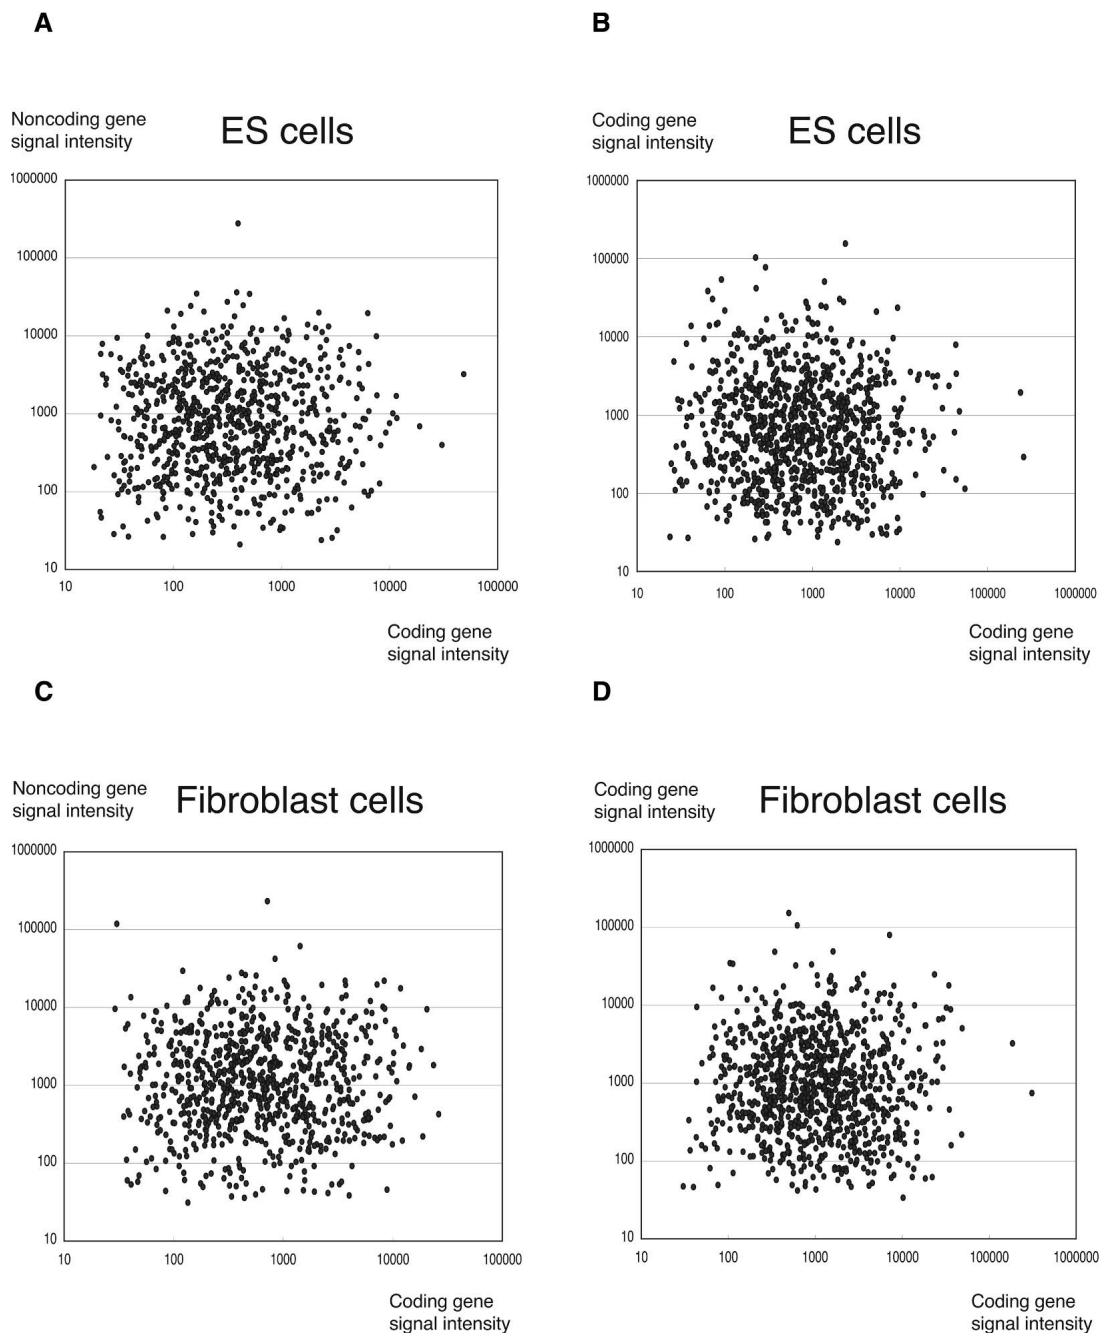 A
B
Noncoding gene
signal intensity
ES cells
Coding gene
signal intensity
ES cells
1000000
100000
10000
1000
100
10
10 100 1000 10000 100000
Coding gene
signal intensity
1000000
100000
10000
1000
100
10
10 100 1000 10000 100000 1000000
Coding gene
signal intensity
C
D
Noncoding gene
signal intensity
Fibroblast cells
Coding gene
signal intensity
Fibroblast cells
1000000
100000
10000
1000
100
10
10 100 1000 10000 100000
Coding gene
signal intensity
1000000
100000
10000
1000
100
10
10 100 1000 10000 100000 1000000
Coding gene
signal intensity